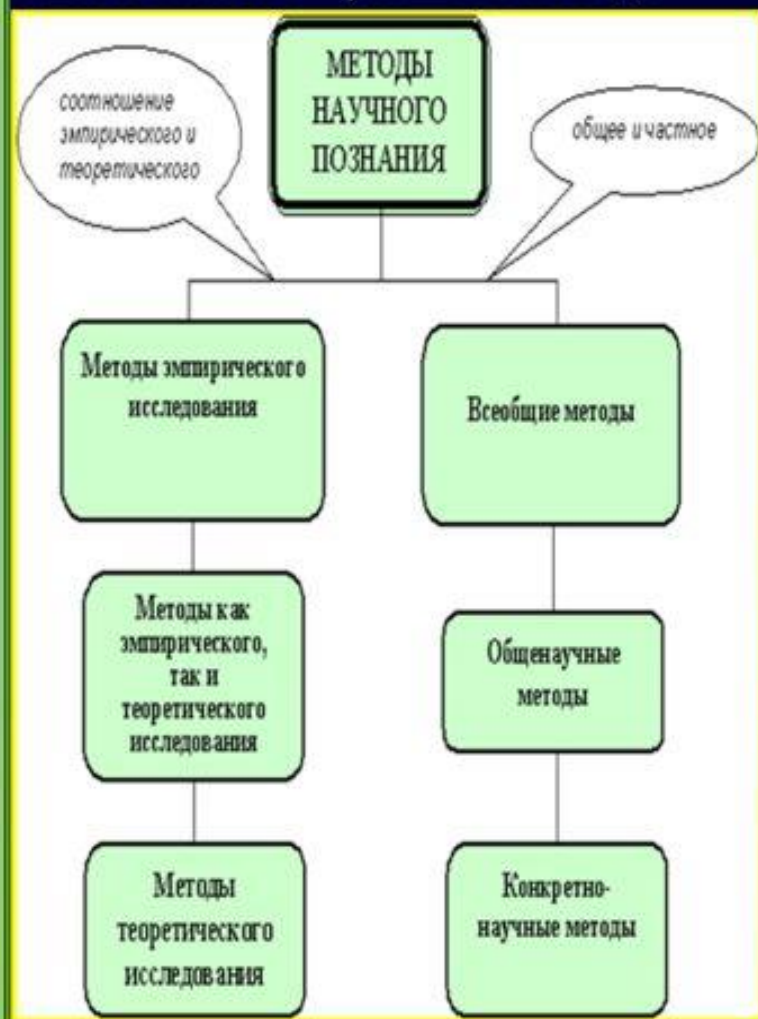 МЕТОДЫ
НАУЧНОГО
ПОЗНАНИЯ
соотношение
эмпирического и
теоретического
общее и частное
Методы эмпирического
исследования
Всеобщие методы
Методы как
эмпирического,
так и
теоретического
исследования
Общенаучные
методы
Методы
теоретического
исследования
Конкретно-
научные методы